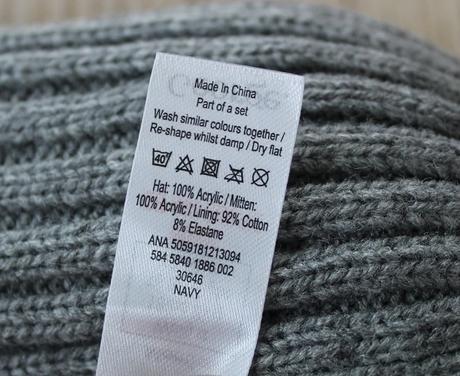 Made In China
Part of a set
Wash similar colours together /
Re-shape whilst damp / Dry flat
40
Hat: 100% Acrylic / Mitten:
100% Acrylic / Lining: 92% Cotton
8% Elastane
ANA 5059181213094
584 5840 1886 002
30646
NAVY